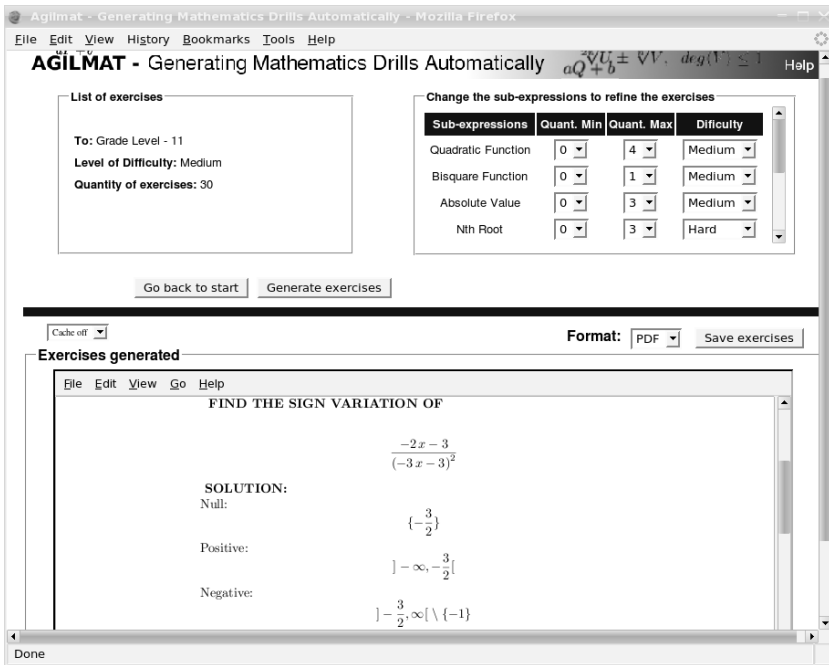 Agilmat - Generating Mathematics Drills Automatically - Mozilla Firefox
File Edit View History Bookmarks Tools Help
AGILMAT - Generating Mathematics Drills Automatically
Help
List of exercises
To: Grade Level - 11
Level of Difficulty: Medium
Quantity of exercises: 30
Change the sub-expressions to refine the exercises
Sub-expressions Quant. Min Quant. Max Dificulty
Quadratic Function 0 4 Medium
Bisquare Function 0 1 Medium
Absolute Value 0 3 Medium
Nth Root 0 3 Hard
Go back to start Generate exercises
Cache off
Format: PDF Save exercises
Exercises generated
File Edit View Go Help
FIND THE SIGN VARIATION OF
−2x − 3
(−3x − 3)²
SOLUTION:
Null:
{−3/2}
Positive:
] − ∞, −3/2[
Negative:
] − 3/2, ∞[ \ {−1}
Done